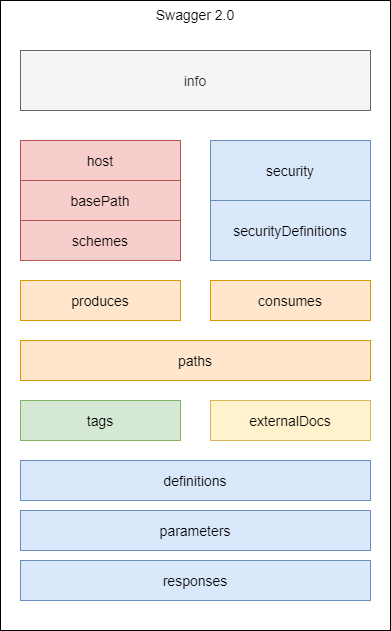 Swagger 2.0
info
host
basePath
schemes
security
securityDefinitions
produces
consumes
paths
tags
externalDocs
definitions
parameters
responses